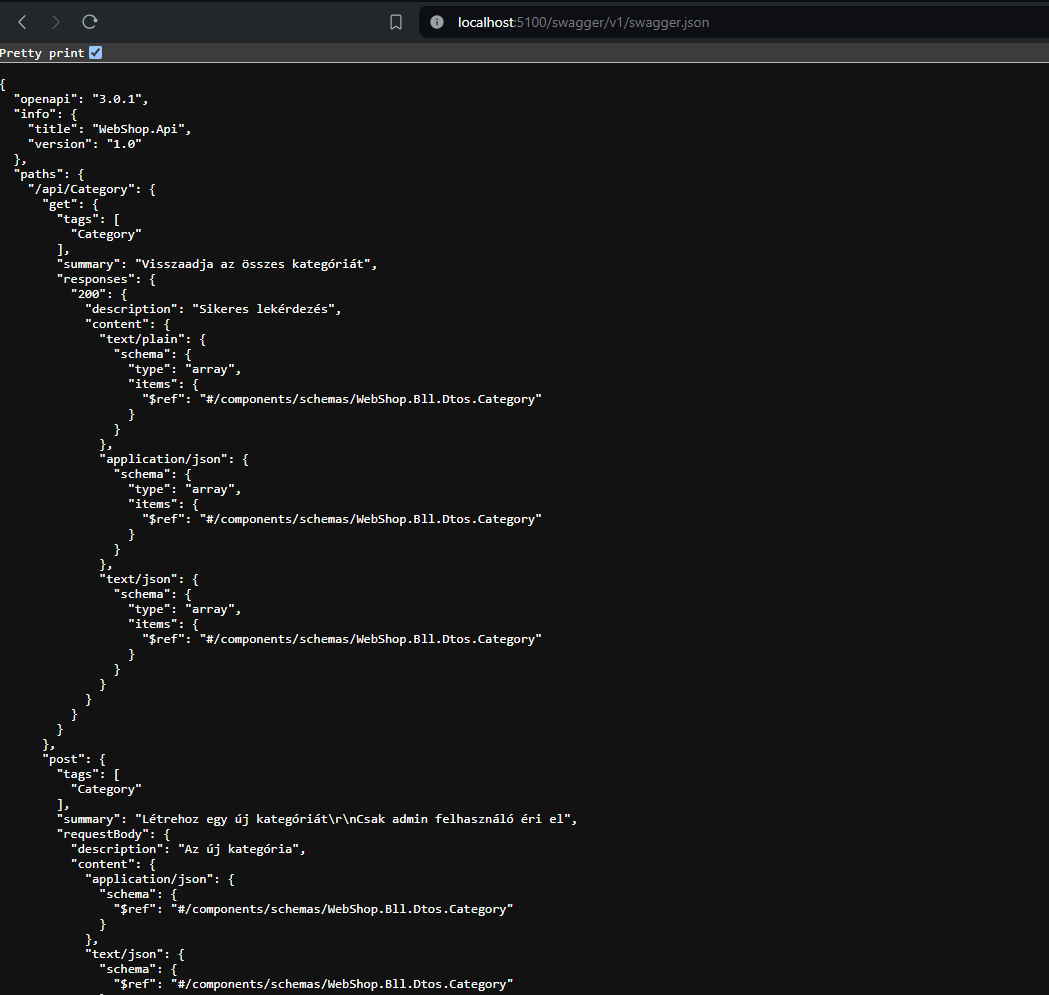 localhost:5100/swagger/v1/swagger.json
Pretty print
{
  "openapi": "3.0.1",
  "info": {
    "title": "WebShop.Api",
    "version": "1.0"
  },
  "paths": {
    "/api/Category": {
      "get": {
        "tags": [
          "Category"
        ],
        "summary": "Visszaadja az összes kategóriát",
        "responses": {
          "200": {
            "description": "Sikeres lekérdezés",
            "content": {
              "text/plain": {
                "schema": {
                  "type": "array",
                  "items": {
                    "$ref": "#/components/schemas/WebShop.Bll.Dtos.Category"
                  }
                }
              },
              "application/json": {
                "schema": {
                  "type": "array",
                  "items": {
                    "$ref": "#/components/schemas/WebShop.Bll.Dtos.Category"
                  }
                }
              },
              "text/json": {
                "schema": {
                  "type": "array",
                  "items": {
                    "$ref": "#/components/schemas/WebShop.Bll.Dtos.Category"
                  }
                }
              }
            }
          }
        }
      },
      "post": {
        "tags": [
          "Category"
        ],
        "summary": "Létrehoz egy új kategóriát\r\nCsak admin felhasználó éri el",
        "requestBody": {
          "description": "Az új kategória",
          "content": {
            "application/json": {
              "schema": {
                "$ref": "#/components/schemas/WebShop.Bll.Dtos.Category"
              }
            },
            "text/json": {
              "schema": {
                "$ref": "#/components/schemas/WebShop.Bll.Dtos.Category"